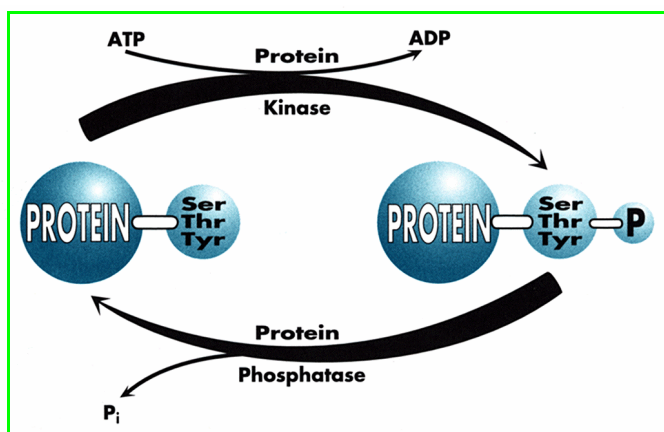 ATP
Protein
ADP
Kinase
PROTEIN
Ser
Thr
Tyr
PROTEIN
Ser
Thr
Tyr
P
Protein
Phosphatase
Pi